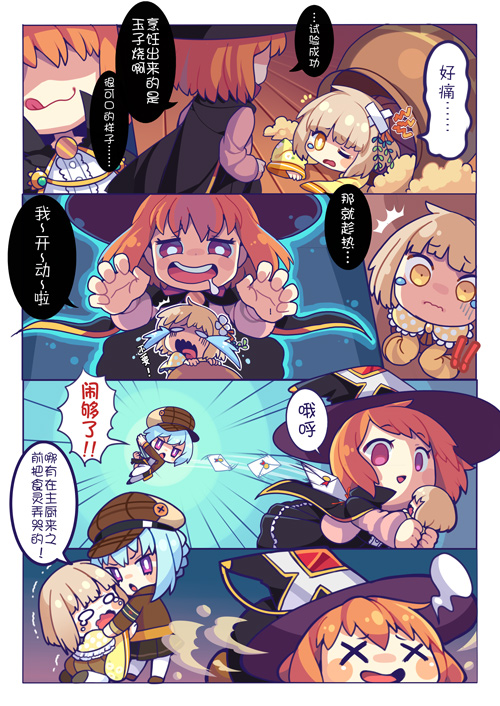 …试验成功
好痛……
烹饪出来的是
玉子烧啊
很可口的样子……
那就趁热…
我~开~动~啦
不要！
哦呼
闹够了!!
哪有在主厨来之
前把食灵弄哭的！